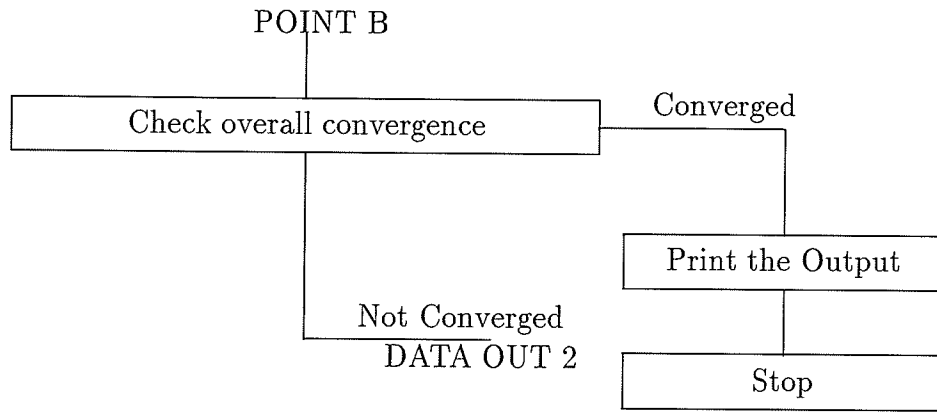 POINT B
Check overall convergence
Converged
Print the Output
Not Converged
DATA OUT 2
Stop